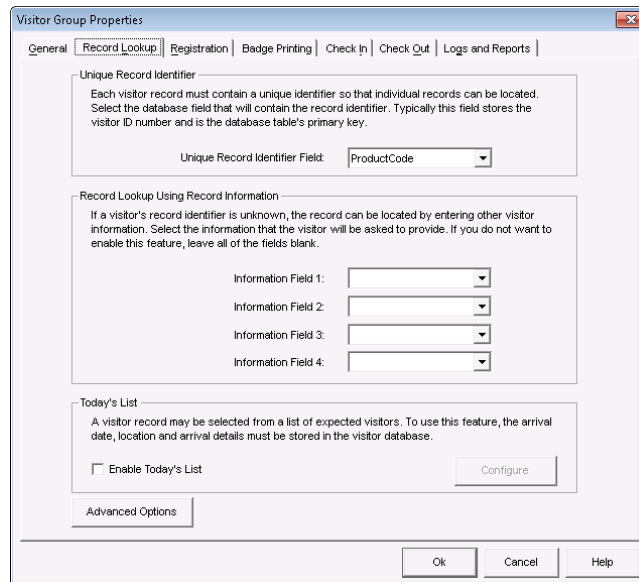 Visitor Group Properties
General Record Lookup Registration Badge Printing Check In Check Out Logs and Reports
Unique Record Identifier
Each visitor record must contain a unique identifier so that individual records can be located.
Select the database field that will contain the record identifier. Typically this field stores the
visitor ID number and is the database table's primary key.
Unique Record Identifier Field: ProductCode
Record Lookup Using Record Information
If a visitor's record identifier is unknown, the record can be located by entering other visitor
information. Select the information that the visitor will be asked to provide. If you do not want to
enable this feature, leave all of the fields blank.
Information Field 1:
Information Field 2:
Information Field 3:
Information Field 4:
Today's List
A visitor record may be selected from a list of expected visitors. To use this feature, the arrival
date, location and arrival details must be stored in the visitor database.
Enable Today's List Configure
Advanced Options
Ok Cancel Help